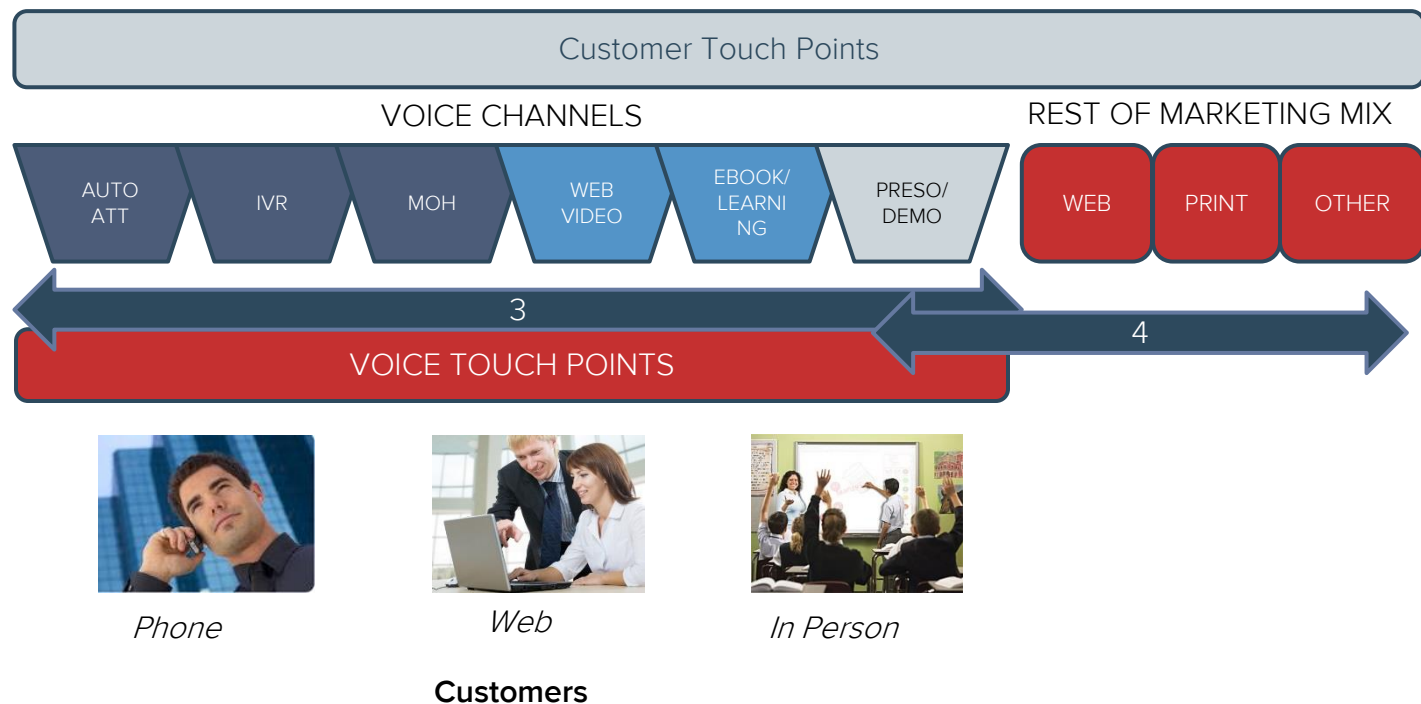 Customer Touch Points
VOICE CHANNELS
REST OF MARKETING MIX
AUTO
ATT
IVR
MOH
WEB
VIDEO
EBOOK/
LEARNI
NG
PRESO/
DEMO
WEB
PRINT
OTHER
3
4
VOICE TOUCH POINTS
Phone
Web
In Person
Customers